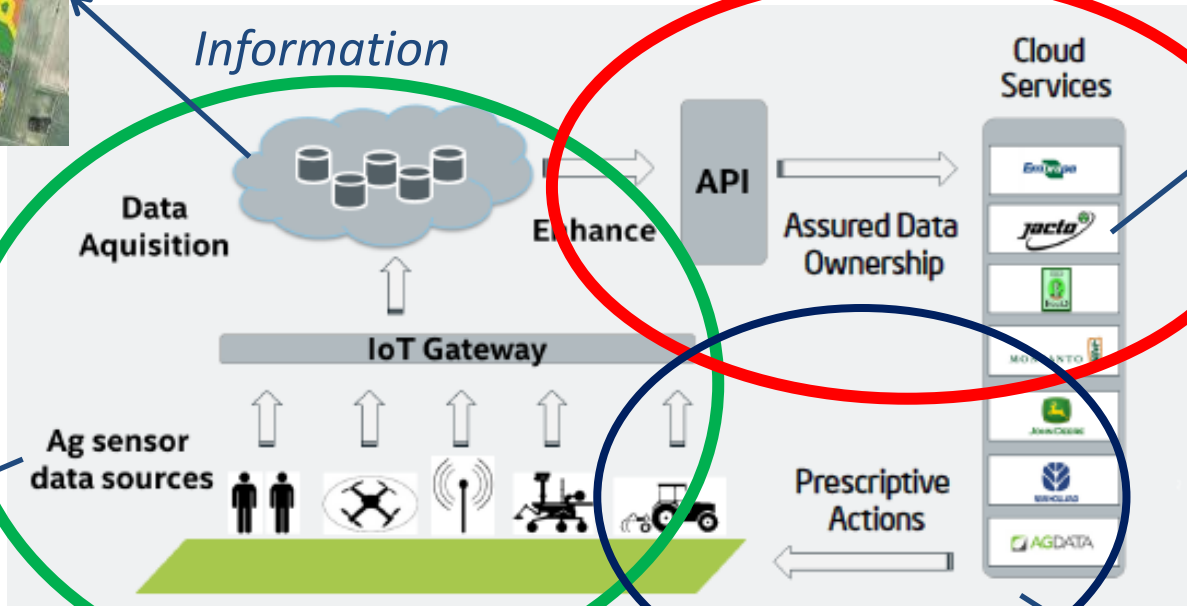 Information
Cloud
Services
Data
Aquisition
API
Enhance
Assured Data
Ownership
Embrapa
jacto
IoT Gateway
MONSANTO
JOHN DEERE
Ag sensor
data sources
Prescriptive
Actions
AGDATA